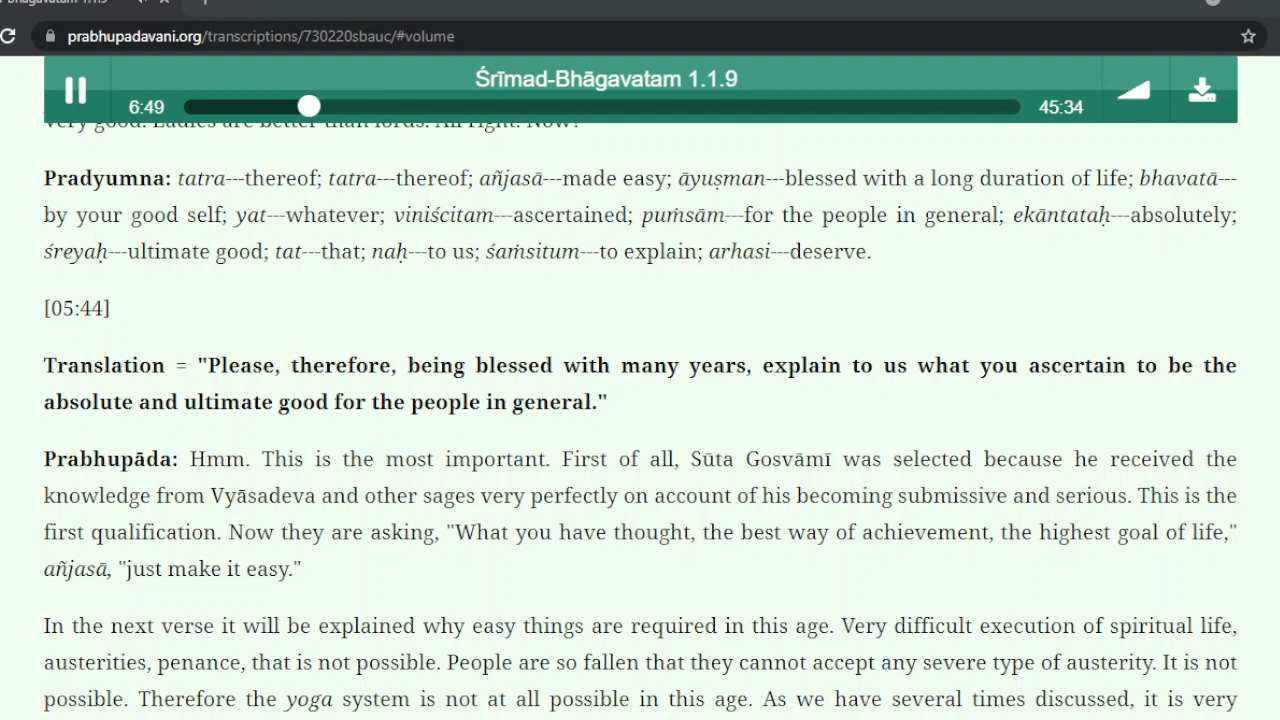 prabhupadavani.org/transcriptions/730220sbauc/#volume
Śrīmad-Bhāgavatam 1.1.9
6:49
45:34
very good. Ladies are better than lords. All right. Now?
Pradyumna: tatra---thereof; tatra---thereof; añjasā---made easy; āyuṣman---blessed with a long duration of life; bhavatā---
by your good self; yat---whatever; viniścitam---ascertained; puṁsām---for the people in general; ekāntataḥ---absolutely;
śreyaḥ---ultimate good; tat---that; naḥ---to us; śaṁsitum---to explain; arhasi---deserve.
[05:44]
Translation = "Please, therefore, being blessed with many years, explain to us what you ascertain to be the
absolute and ultimate good for the people in general."
Prabhupāda: Hmm. This is the most important. First of all, Sūta Gosvāmī was selected because he received the
knowledge from Vyāsadeva and other sages very perfectly on account of his becoming submissive and serious. This is the
first qualification. Now they are asking, "What you have thought, the best way of achievement, the highest goal of life,"
añjasā, "just make it easy."
In the next verse it will be explained why easy things are required in this age. Very difficult execution of spiritual life,
austerities, penance, that is not possible. People are so fallen that they cannot accept any severe type of austerity. It is not
possible. Therefore the yoga system is not at all possible in this age. As we have several times discussed, it is very